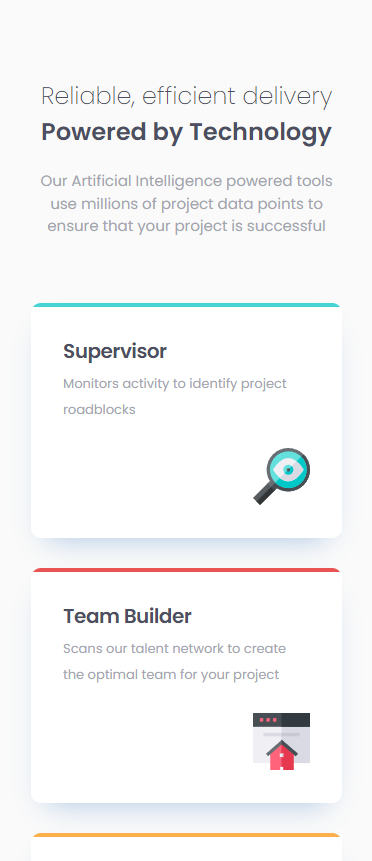 Reliable, efficient delivery
Powered by Technology
Our Artificial Intelligence powered tools
use millions of project data points to
ensure that your project is successful
Supervisor
Monitors activity to identify project
roadblocks
Team Builder
Scans our talent network to create
the optimal team for your project